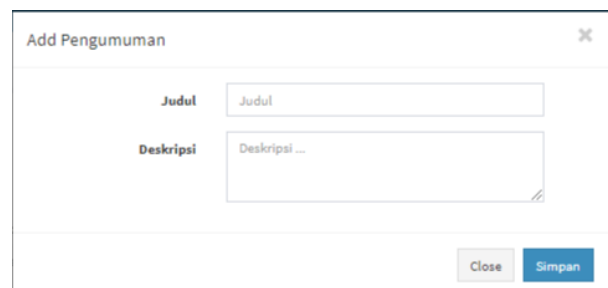 Add Pengumuman ×
Judul Judul
Deskripsi Deskripsi ...
Close Simpan